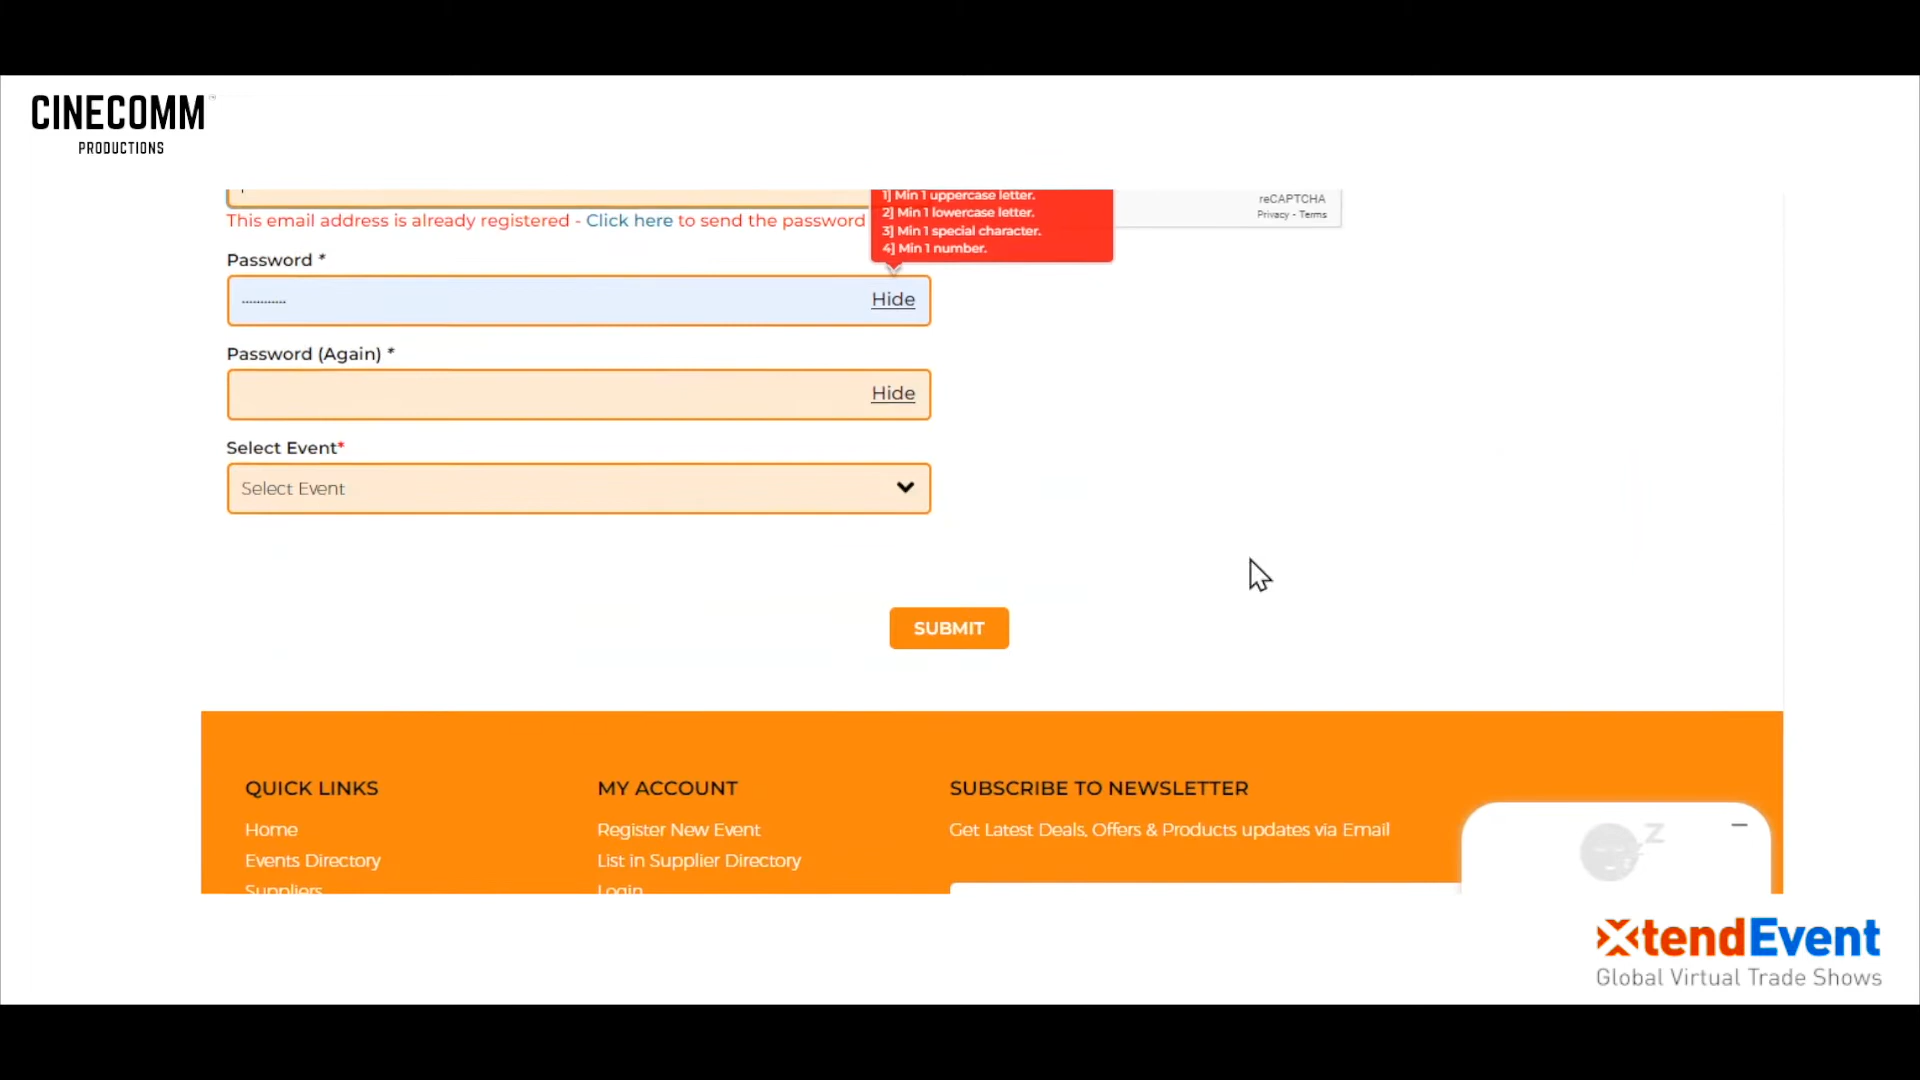 CINECOMM
PRODUCTIONS
1] Min 1 uppercase letter.
2] Min 1 lowercase letter.
3] Min 1 special character.
4] Min 1 number.
reCAPTCHA
Privacy - Terms
This email address is already registered - Click here to send the password
Password *
Hide
Password (Again) *
Hide
Select Event*
Select Event
SUBMIT
QUICK LINKS
Home
Events Directory
Suppliers
MY ACCOUNT
Register New Event
List in Supplier Directory
Login
SUBSCRIBE TO NEWSLETTER
Get Latest Deals, Offers & Products updates via Email
XtendEvent
Global Virtual Trade Shows